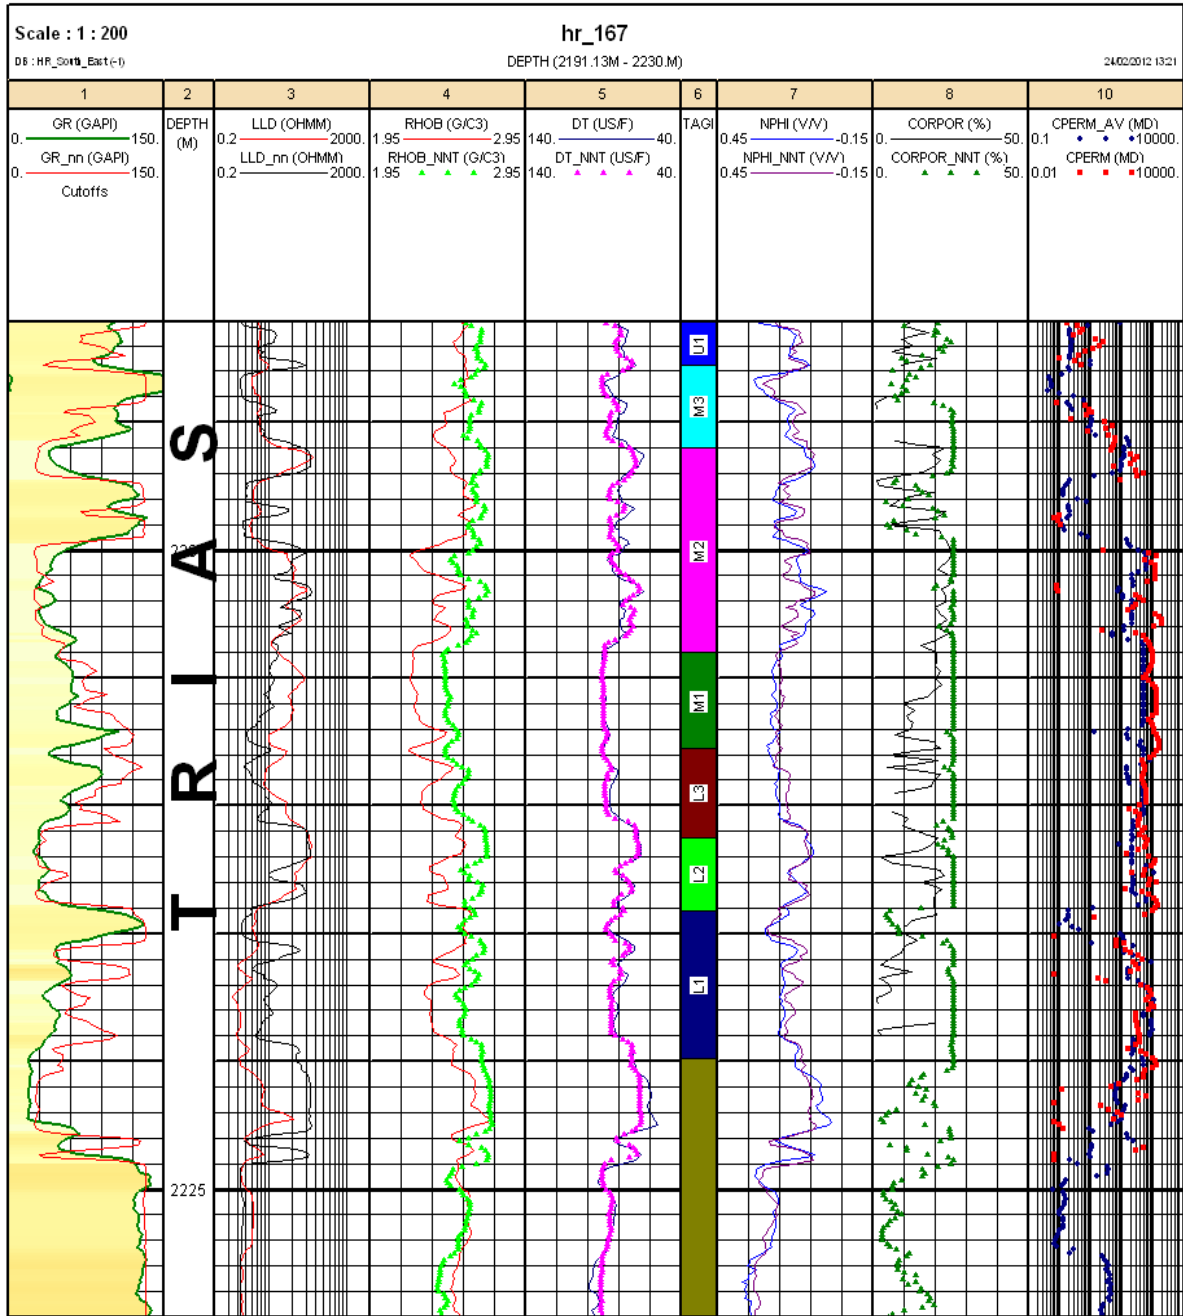 Scale : 1 : 200
hr_167
DB : HR_South_East (-1)
DEPTH (2191.13M - 2230.M)
24/02/2012 13:21
1 2 3 4 5 6 7 8 10
GR (GAPI)
0. 150.
GR_nn (GAPI)
0. 150.
Cutoffs
DEPTH
(M)
LLD (OHMM)
0.2 2000.
LLD_nn (OHMM)
0.2 2000.
RHOB (G/C3)
1.95 2.95
RHOB_NNT (G/C3)
1.95 2.95
DT (US/F)
140. 40.
DT_NNT (US/F)
140. 40.
TAGI
NPHI (V/V)
0.45 -0.15
NPHI_NNT (V/V)
0.45 -0.15
CORPOR (%)
0. 50.
CORPOR_NNT (%)
0. 50.
CPERM_AV (MD)
0.1 10000.
CPERM (MD)
0.01 10000.
TRIAS
U1
M3
M2
M1
L3
L2
L1
2225